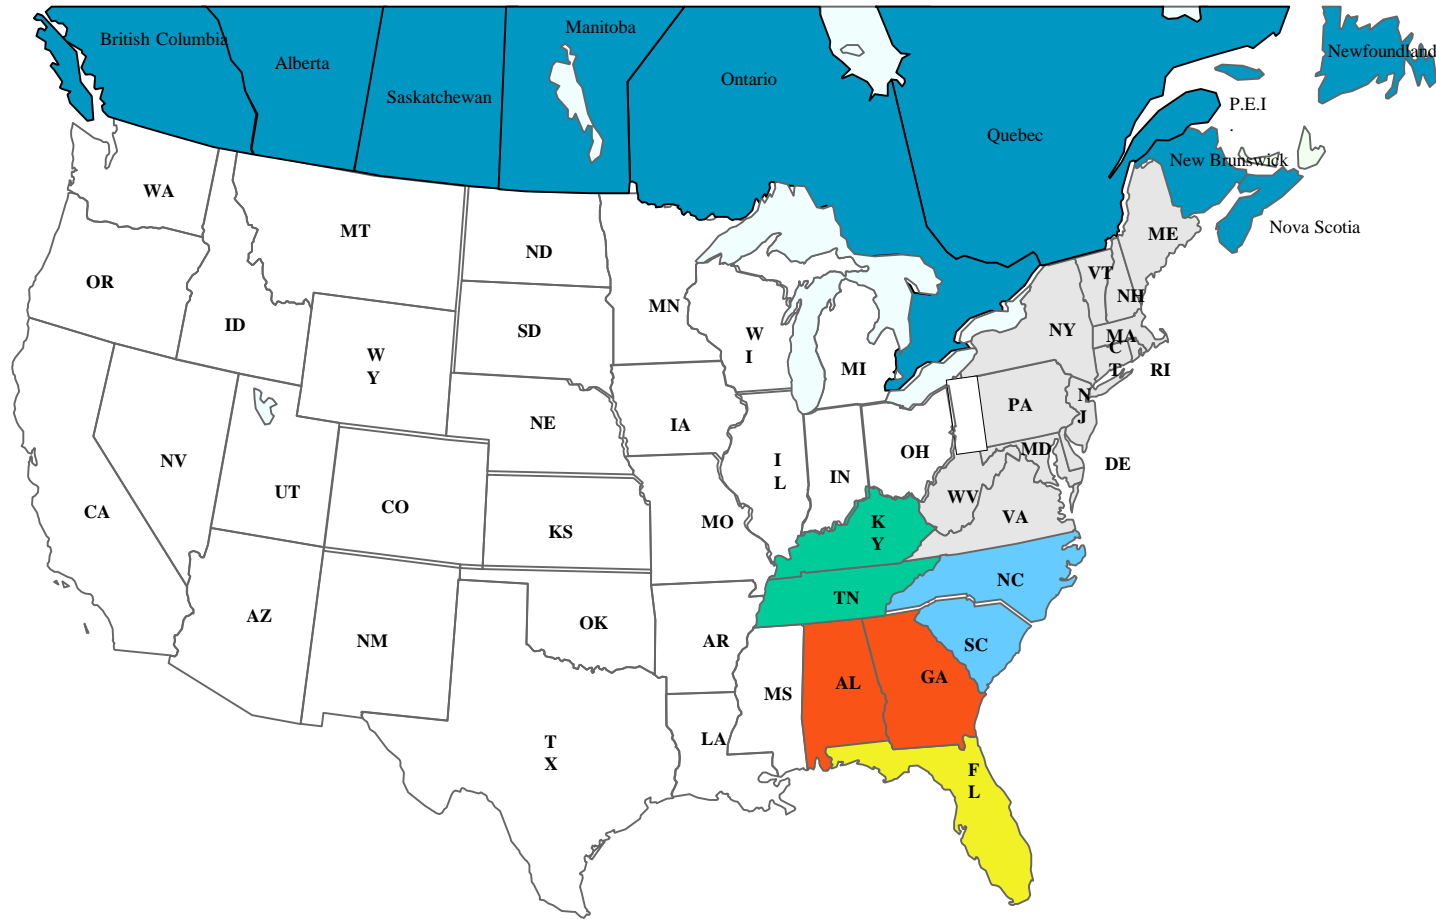 British Columbia
Alberta
Saskatchewan
Manitoba
Ontario
Quebec
Newfoundland
P.E.I
.
New Brunswick
Nova Scotia
WA
MT
ND
MN
ME
VT
NH
OR
ID
SD
W
I
MI
NY
MA
C
T
RI
W
Y
NE
IA
PA
N
J
NV
UT
CO
KS
MO
I
L
IN
OH
MD
DE
CA
WV
VA
K
Y
AZ
NM
OK
AR
TN
NC
SC
MS
AL
GA
T
X
LA
F
L